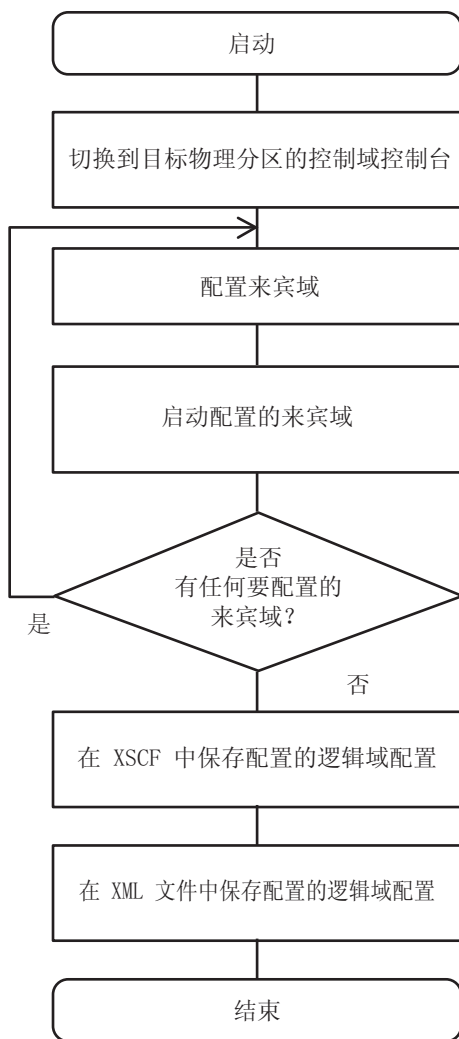 启动
切换到目标物理分区的控制域控制台
配置来宾域
启动配置的来宾域
是否
有任何要配置的
来宾域？
是
否
在 XSCF 中保存配置的逻辑域配置
在 XML 文件中保存配置的逻辑域配置
结束